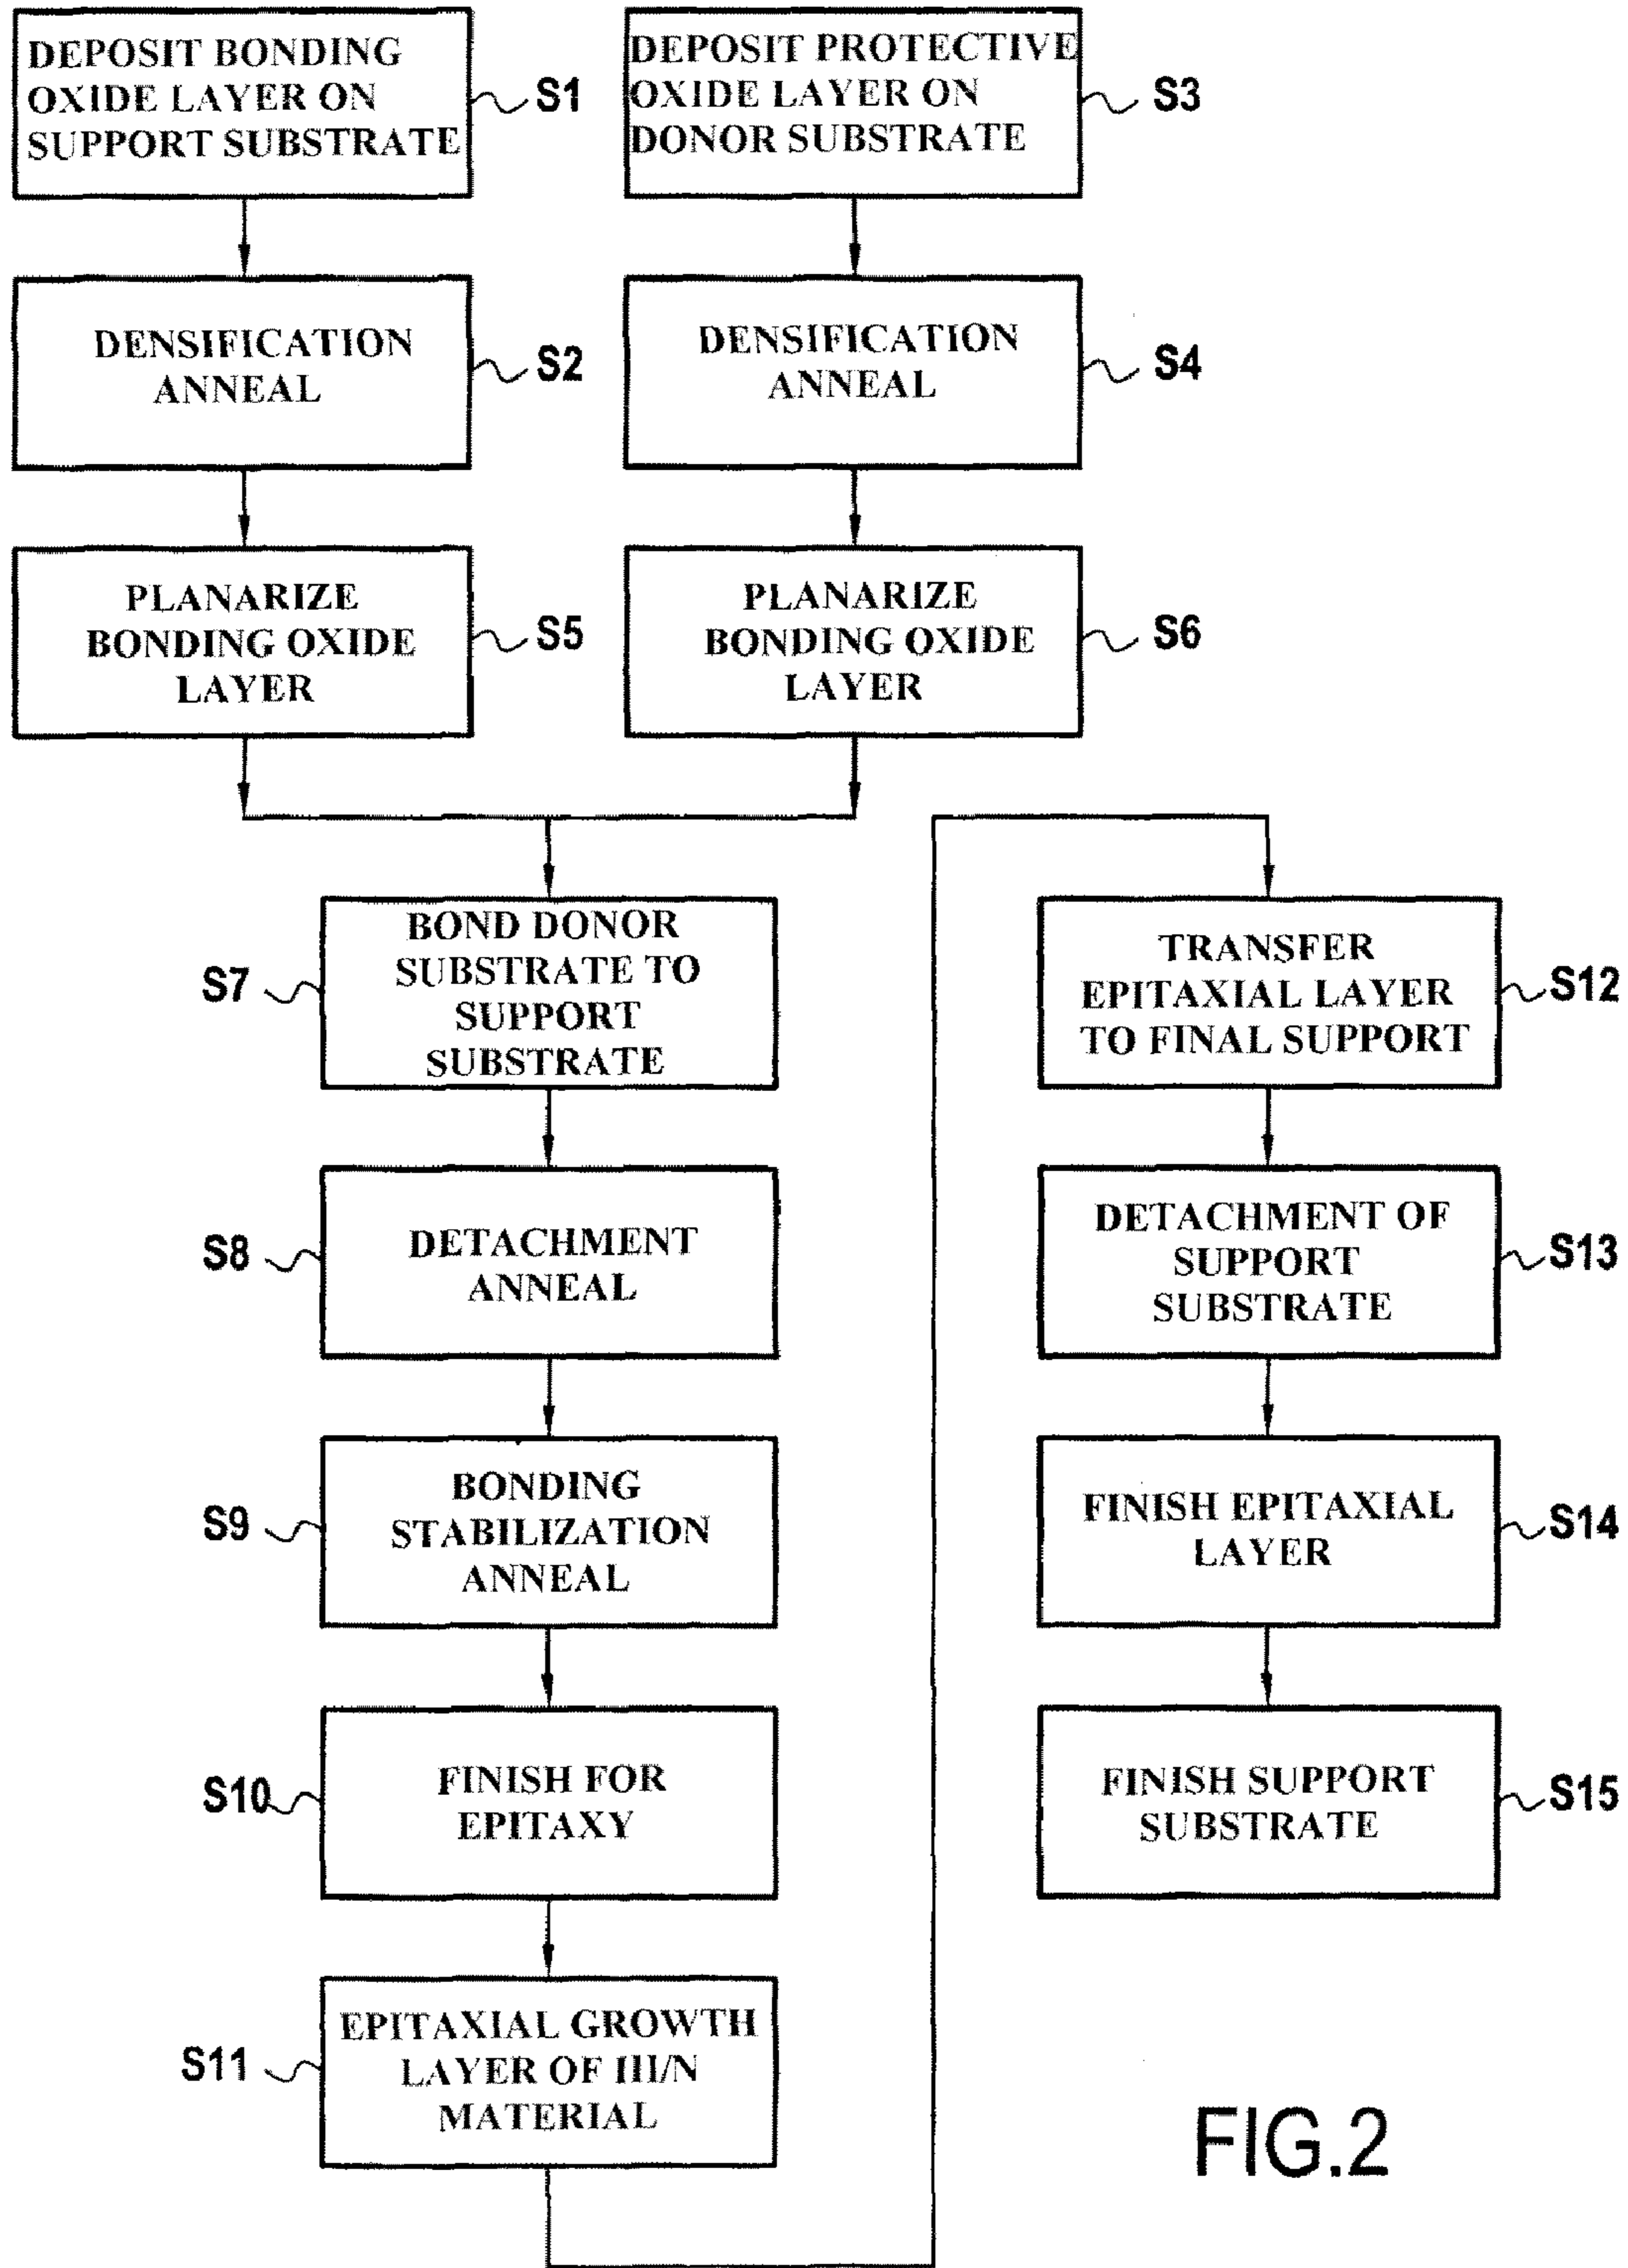 DEPOSIT BONDING
OXIDE LAYER ON
SUPPORT SUBSTRATE
S1
DEPOSIT PROTECTIVE
OXIDE LAYER ON
DONOR SUBSTRATE
S3
DENSIFICATION
ANNEAL
S2
DENSIFICATION
ANNEAL
S4
PLANARIZE
BONDING OXIDE
LAYER
S5
PLANARIZE
BONDING OXIDE
LAYER
S6
S7
BOND DONOR
SUBSTRATE TO
SUPPORT
SUBSTRATE
S8
DETACHMENT
ANNEAL
S9
BONDING
STABILIZATION
ANNEAL
S10
FINISH FOR
EPITAXY
S11
EPITAXIAL GROWTH
LAYER OF III/N
MATERIAL
TRANSFER
EPITAXIAL LAYER
TO FINAL SUPPORT
S12
DETACHMENT OF
SUPPORT
SUBSTRATE
S13
FINISH EPITAXIAL
LAYER
S14
FINISH SUPPORT
SUBSTRATE
S15
FIG.2